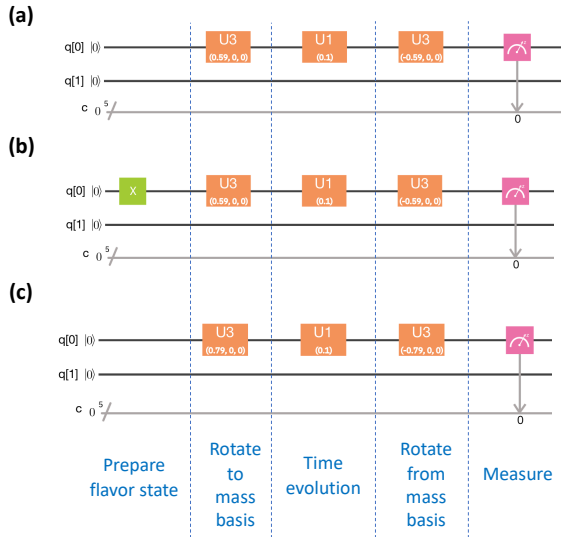 (a)
q[0] |0⟩ U3 (0.59, 0, 0) U1 (0.1) U3 (-0.59, 0, 0)
q[1] |0⟩
c 0 5
0
(b)
q[0] |0⟩ X U3 (0.59, 0, 0) U1 (0.1) U3 (-0.59, 0, 0)
q[1] |0⟩
c 0 5
0
(c)
q[0] |0⟩ U3 (0.79, 0, 0) U1 (0.1) U3 (-0.79, 0, 0)
q[1] |0⟩
c 0 5
0
Prepare
flavor state
Rotate
to
mass
basis
Time
evolution
Rotate
from
mass
basis
Measure